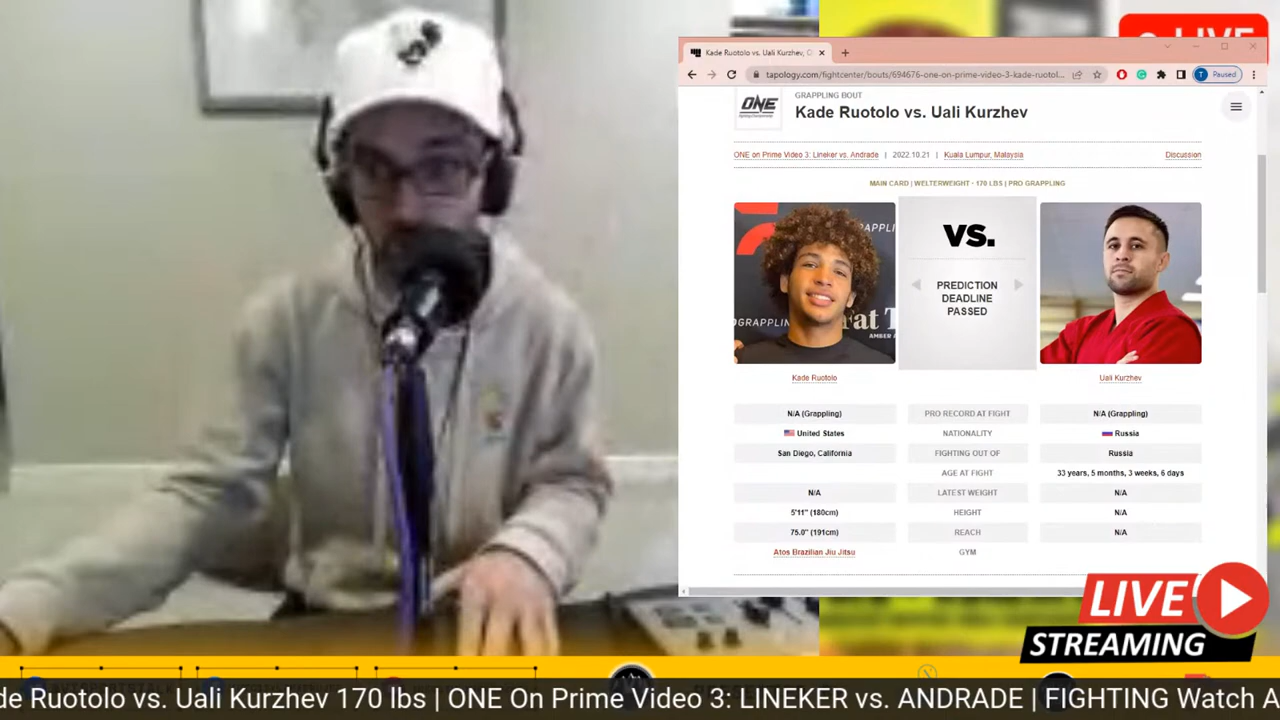 LIVE
Kade Ruotolo vs. Uali Kurzhev, O
tapology.com/fightcenter/bouts/694676-one-on-prime-video-3-kade-ruotol...
Paused
ONE
GRAPPLING BOUT
Kade Ruotolo vs. Uali Kurzhev
ONE on Prime Video 3: Lineker vs. Andrade | 2022.10.21 | Kuala Lumpur, Malaysia
Discussion
MAIN CARD | WELTERWEIGHT - 170 LBS | PRO GRAPPLING
VS.
PREDICTION
DEADLINE
PASSED
Fat T
AMBER A
Kade Ruotolo
Uali Kurzhev
N/A (Grappling) PRO RECORD AT FIGHT N/A (Grappling)
United States NATIONALITY Russia
San Diego, California FIGHTING OUT OF Russia
AGE AT FIGHT 33 years, 5 months, 3 weeks, 6 days
N/A LATEST WEIGHT N/A
5'11" (180cm) HEIGHT N/A
75.0" (191cm) REACH N/A
Atos Brazilian Jiu Jitsu GYM
LIVE
STREAMING
de Ruotolo vs. Uali Kurzhev 170 lbs | ONE On Prime Video 3: LINEKER vs. ANDRADE | FIGHTING Watch A